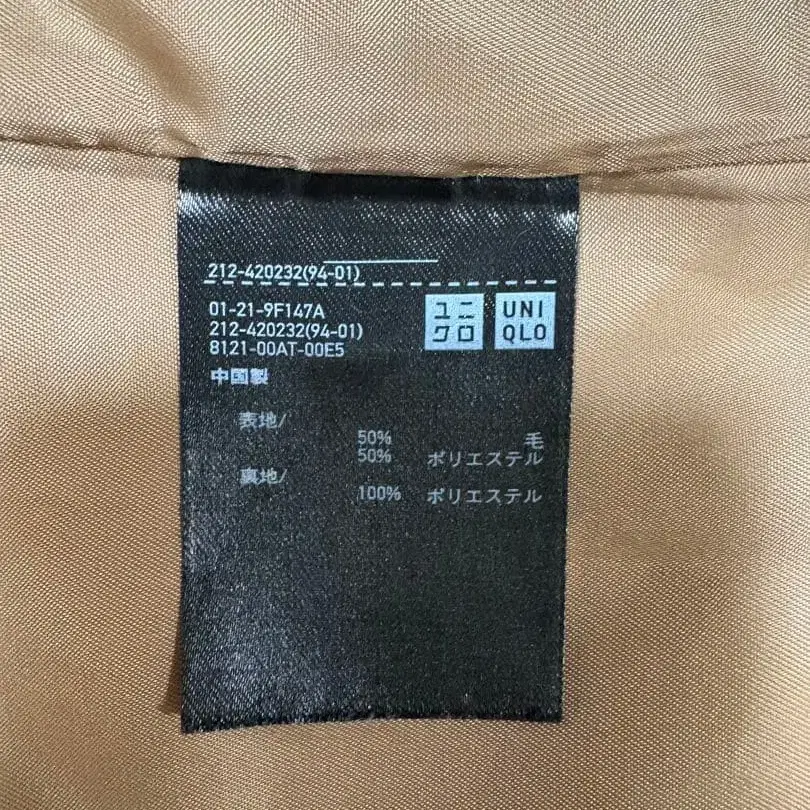 212-420232(94-01)
01-21-9F147A
212-420232(94-01)
8121-00AT-00E5
ユニ
クロ
UNI
QLO
中国製
表地/
50% 毛
50% ポリエステル
裏地/
100% ポリエステル